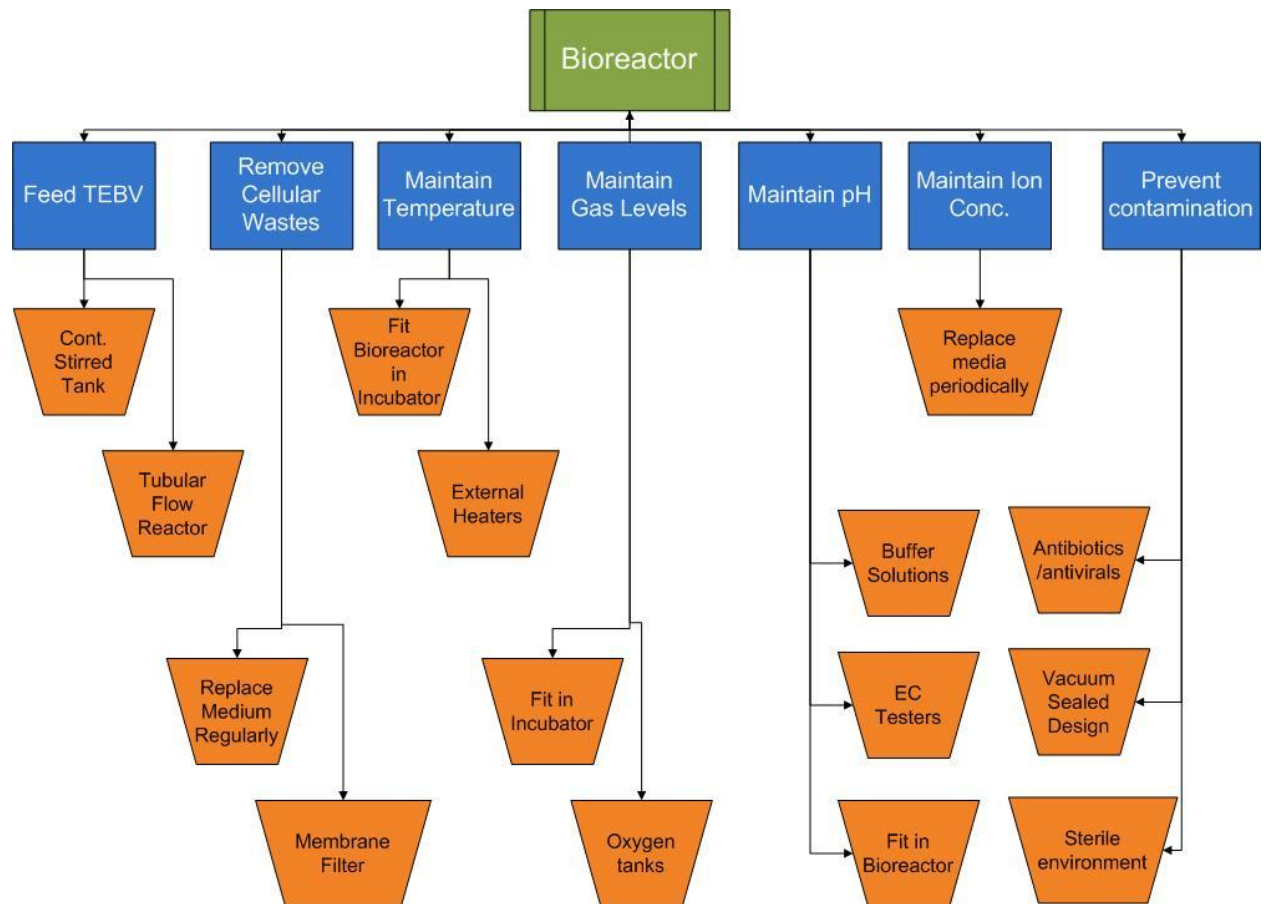 Bioreactor
Feed TEBV
Remove
Cellular
Wastes
Maintain
Temperature
Maintain
Gas Levels
Maintain pH
Maintain Ion
Conc.
Prevent
contamination
Cont.
Stirred
Tank
Fit
Bioreactor
in
Incubator
Replace
media
periodically
Tubular
Flow
Reactor
External
Heaters
Buffer
Solutions
Antibiotics
/antivirals
Replace
Medium
Regularly
Fit in
Incubator
EC
Testers
Vacuum
Sealed
Design
Membrane
Filter
Oxygen
tanks
Fit in
Bioreactor
Sterile
environment